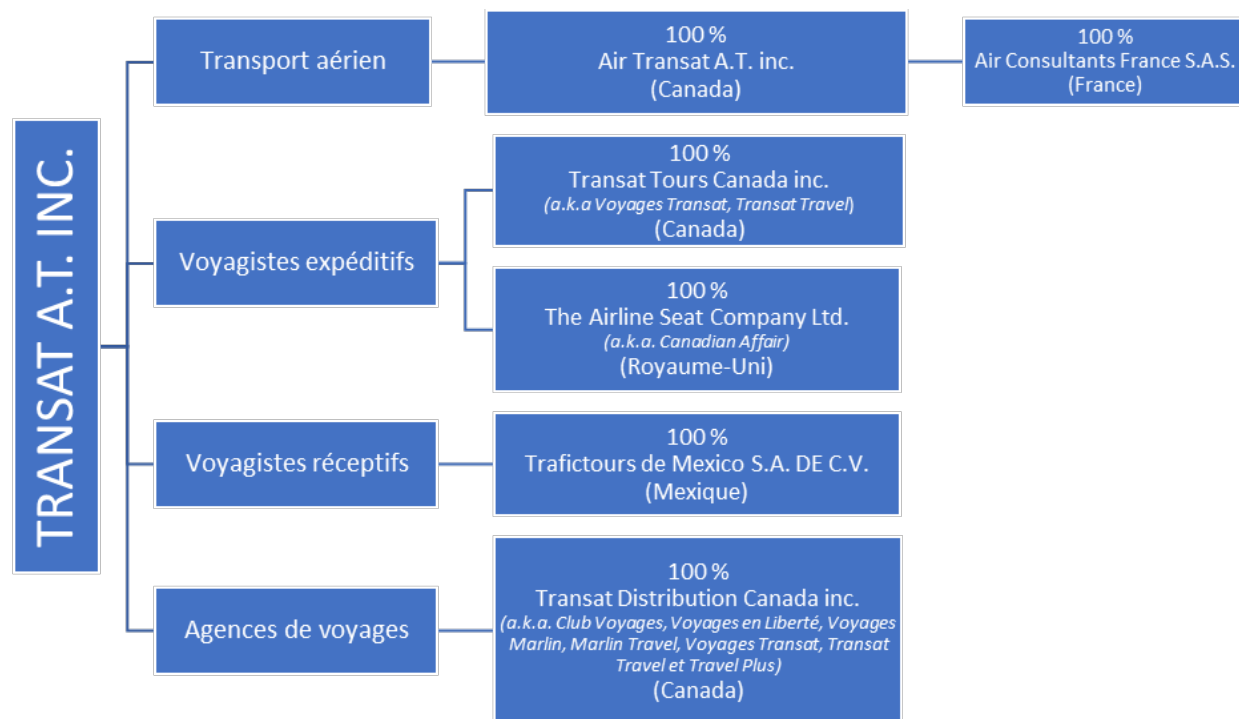 TRANSAT A.T. INC.
Transport aérien
100 %
Air Transat A.T. inc.
(Canada)
100 %
Air Consultants France S.A.S.
(France)
Voyagistes expéditifs
100 %
Transat Tours Canada inc.
(a.k.a Voyages Transat, Transat Travel)
(Canada)
100 %
The Airline Seat Company Ltd.
(a.k.a. Canadian Affair)
(Royaume-Uni)
Voyagistes réceptifs
100 %
Trafictours de Mexico S.A. DE C.V.
(Mexique)
Agences de voyages
100 %
Transat Distribution Canada inc.
(a.k.a. Club Voyages, Voyages en Liberté, Voyages
Marlin, Marlin Travel, Voyages Transat, Transat
Travel et Travel Plus)
(Canada)